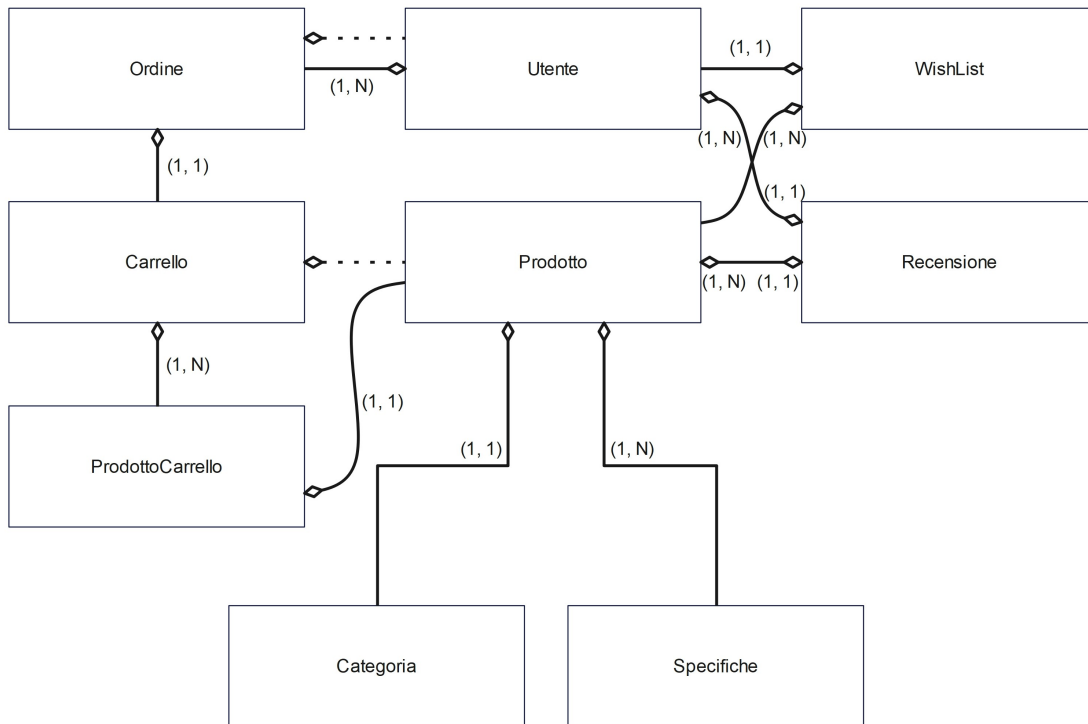 Ordine
Utente
WishList
(1, 1)
(1, N)
(1, N)
(1, N)
(1, 1)
(1, 1)
Carrello
Prodotto
Recensione
(1, N)
(1, 1)
(1, N)
(1, 1)
ProdottoCarrello
(1, 1)
(1, N)
Categoria
Specifiche